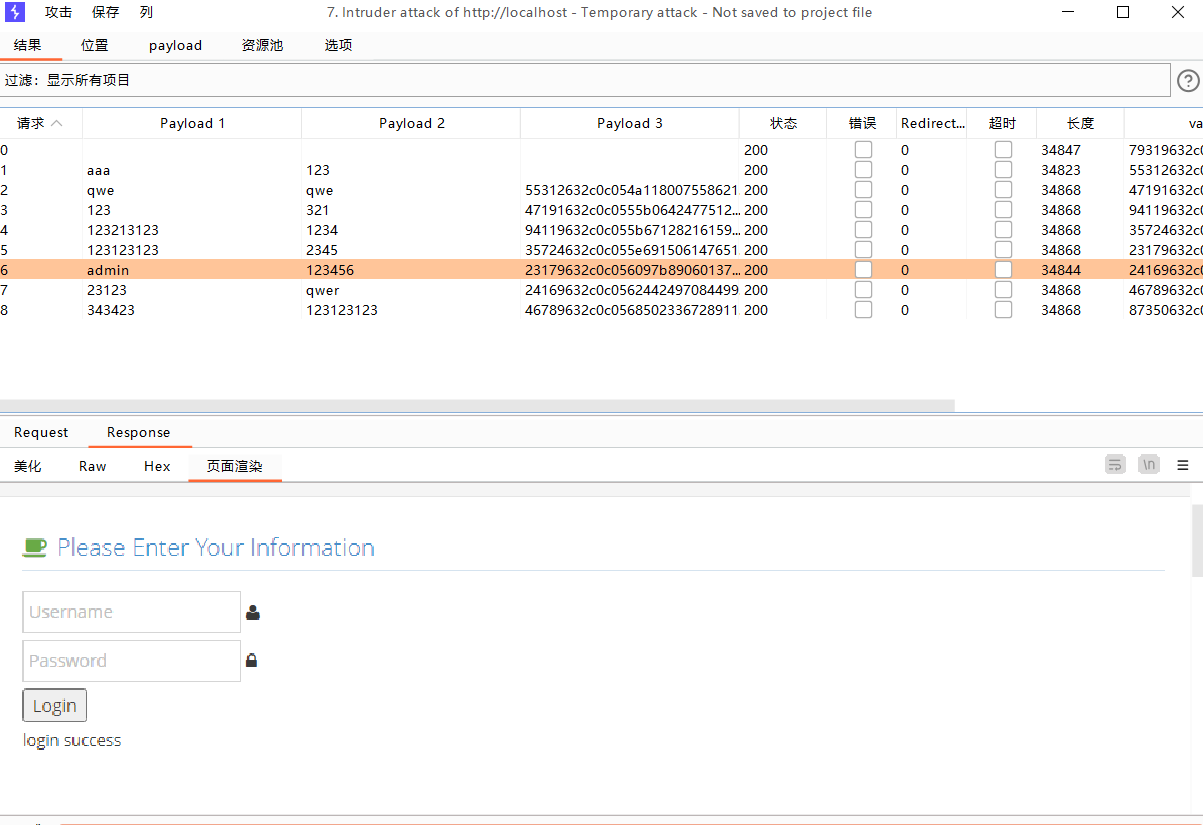 攻击 保存 列 7. Intruder attack of http://localhost - Temporary attack - Not saved to project file
结果 位置 payload 资源池 选项
过滤：显示所有项目
请求 Payload 1 Payload 2 Payload 3 状态 错误 Redirect... 超时 长度 va
0 200 0 34847 79319632c0
1 aaa 123 200 0 34823 55312632c0
2 qwe qwe 55312632c0c054a118007558621 200 0 34868 47191632c0
3 123 321 47191632c0c0555b0642477512... 200 0 34868 94119632c0
4 123213123 1234 94119632c0c055b67128216159... 200 0 34868 35724632c0
5 123123123 2345 35724632c0c055e691506147651 200 0 34868 23179632c0
6 admin 123456 23179632c0c056097b89060137... 200 0 34844 24169632c0
7 23123 qwer 24169632c0c0562442497084499 200 0 34868 46789632c0
8 343423 123123123 46789632c0c0568502336728911 200 0 34868 87350632c0
Request Response
美化 Raw Hex 页面渲染 \n
Please Enter Your Information
Username
Password
Login
login success